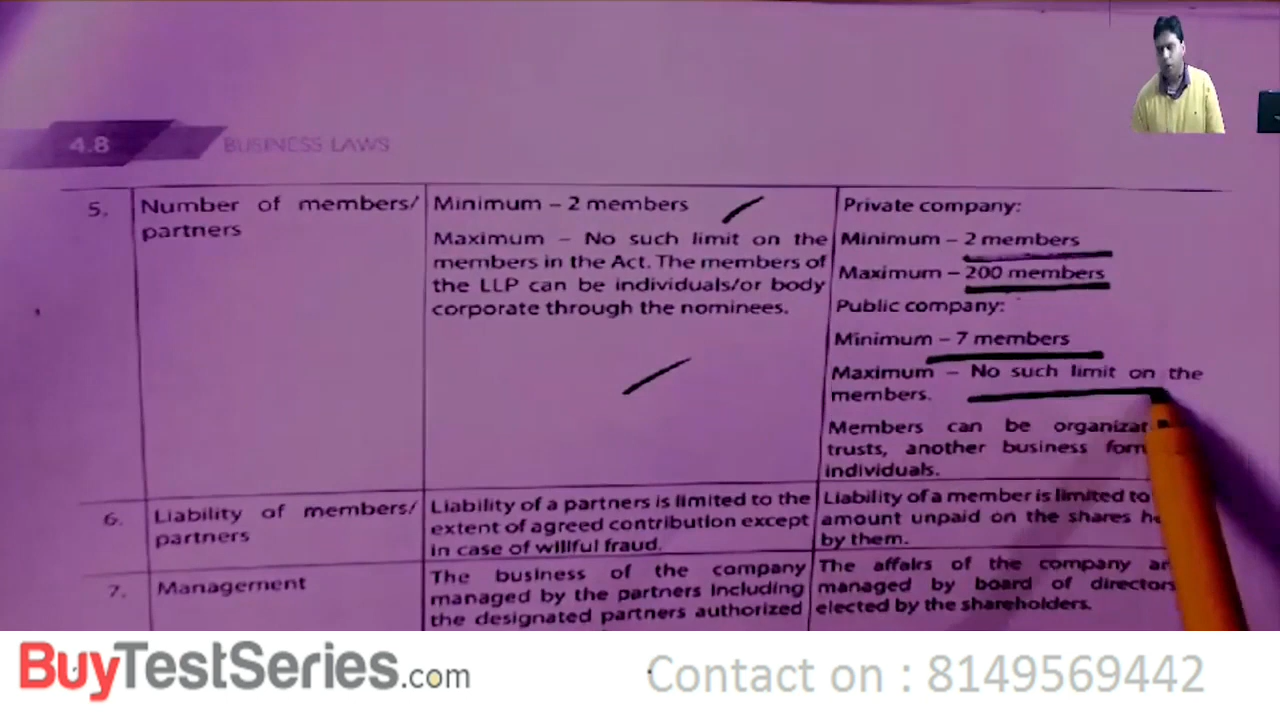 4.8 BUSINESS LAWS
5. Number of members/
partners
Minimum – 2 members
Maximum – No such limit on the
members in the Act. The members of
the LLP can be individuals/or body
corporate through the nominees.
Private company:
Minimum – 2 members
Maximum – 200 members
Public company:
Minimum – 7 members
Maximum – No such limit on the
members.
Members can be organizat
trusts, another business form
individuals.
6. Liability of members/
partners
Liability of a partners is limited to the
extent of agreed contribution except
in case of willful fraud.
Liability of a member is limited to
amount unpaid on the shares he
by them.
7. Management
The business of the company
managed by the partners including
the designated partners authorized
The affairs of the company ar
managed by board of directors
elected by the shareholders.
BuyTestSeries.com
Contact on : 8149569442